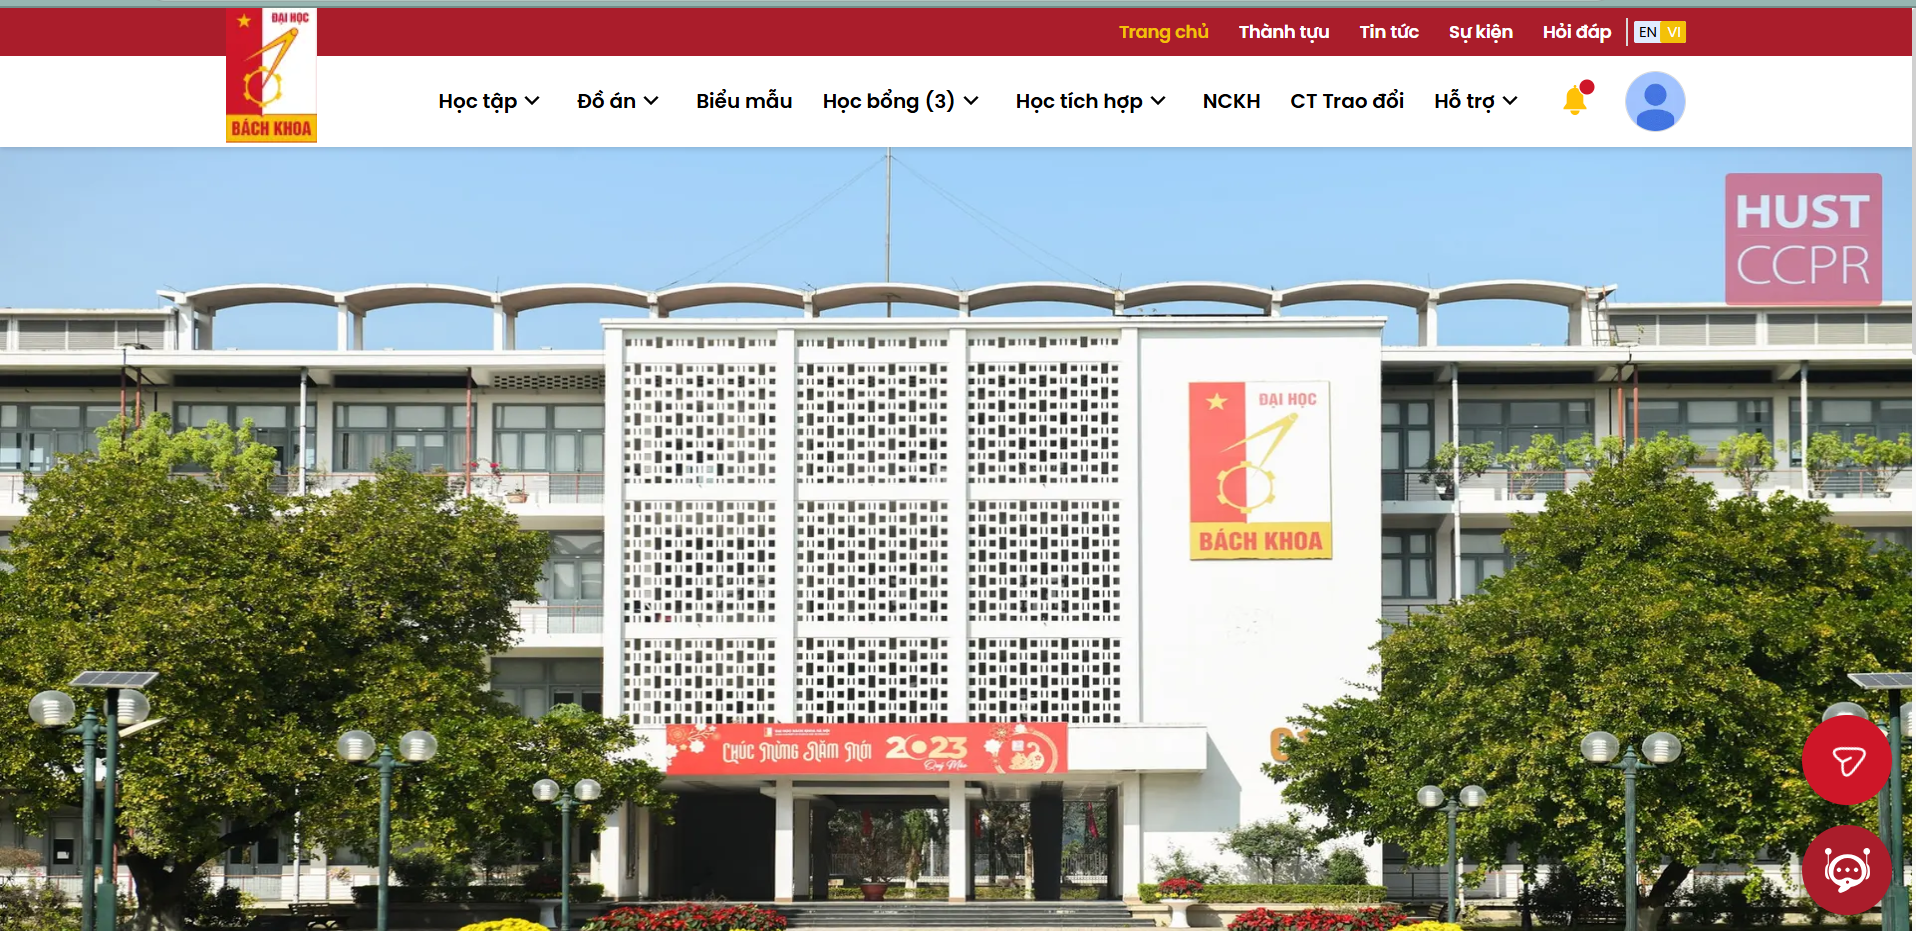 ĐẠI HỌC
BÁCH KHOA
Trang chủ Thành tựu Tin tức Sự kiện Hỏi đáp EN VI
Học tập Đồ án Biểu mẫu Học bổng (3) Học tích hợp NCKH CT Trao đổi Hỗ trợ
HUST
CCPR
ĐẠI HỌC
BÁCH KHOA
CHÚC MỪNG NĂM MỚI 2023
Quý Mão